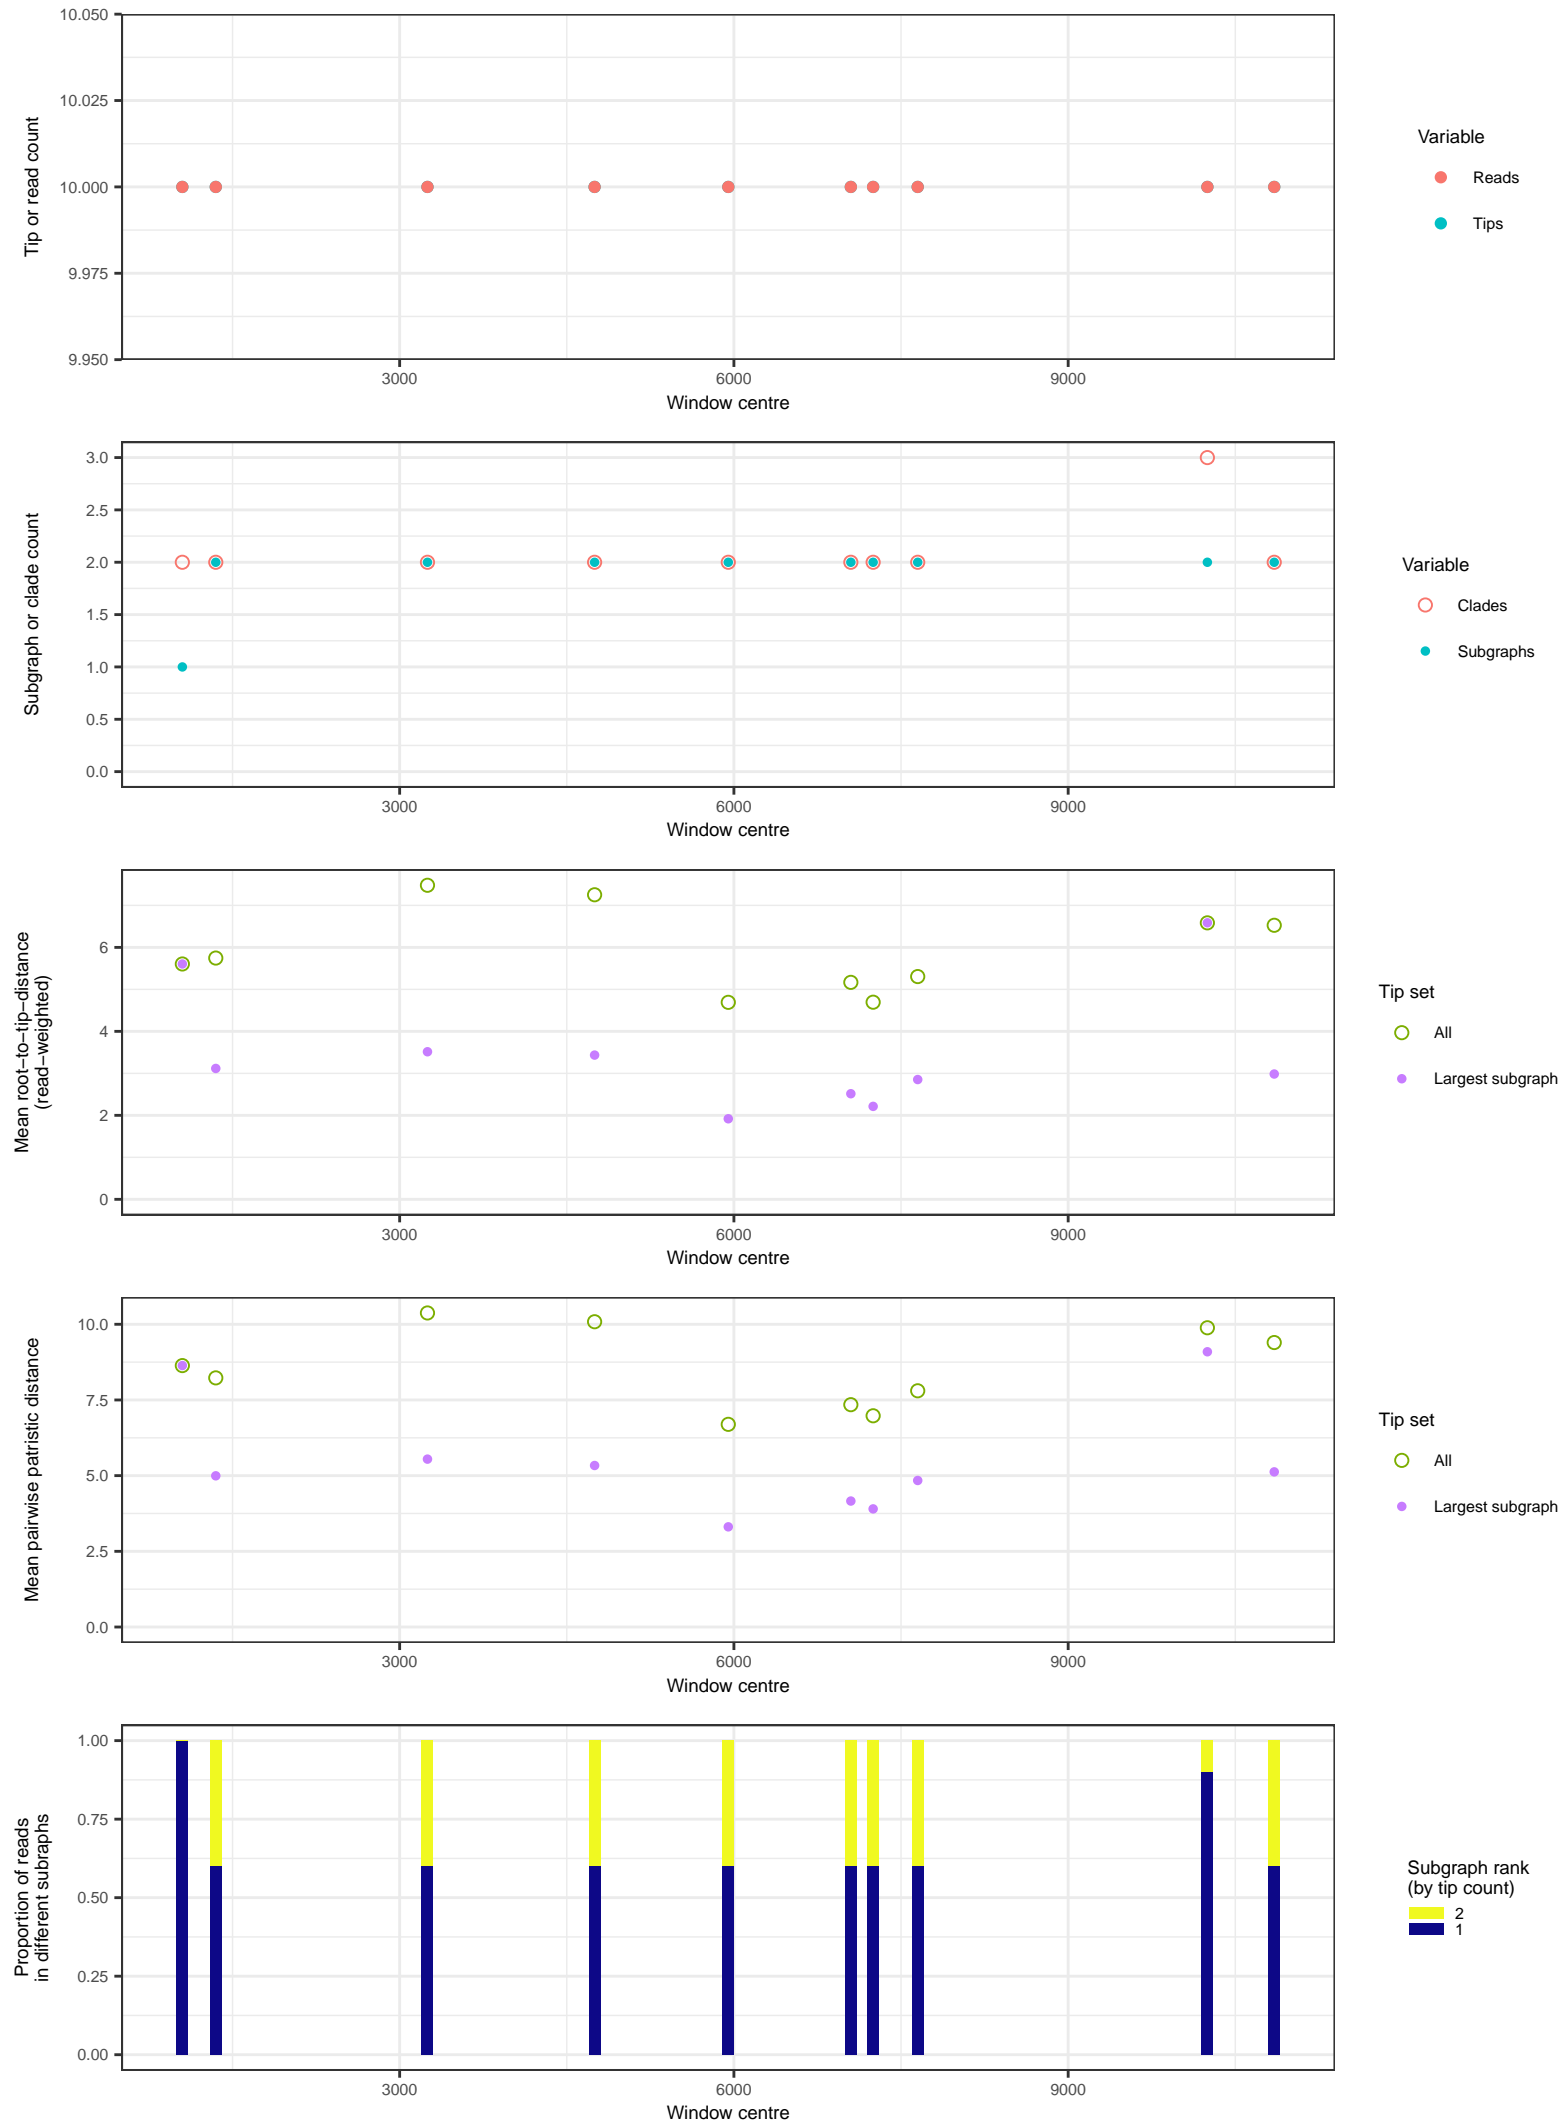 10.050
10.025
10.000
9.975
9.950
Tip or read count
3000
6000
9000
Window centre
Variable
Reads
Tips
3.0
2.5
2.0
1.5
1.0
0.5
0.0
Subgraph or clade count
3000
6000
9000
Window centre
Variable
Clades
Subgraphs
6
4
2
0
Mean root−to−tip−distance
(read−weighted)
3000
6000
9000
Window centre
Tip set
All
Largest subgraph
10.0
7.5
5.0
2.5
0.0
Mean pairwise patristic distance
3000
6000
9000
Window centre
Tip set
All
Largest subgraph
1.00
0.75
0.50
0.25
0.00
Proportion of reads
in different subraphs
3000
6000
9000
Window centre
Subgraph rank
(by tip count)
2
1